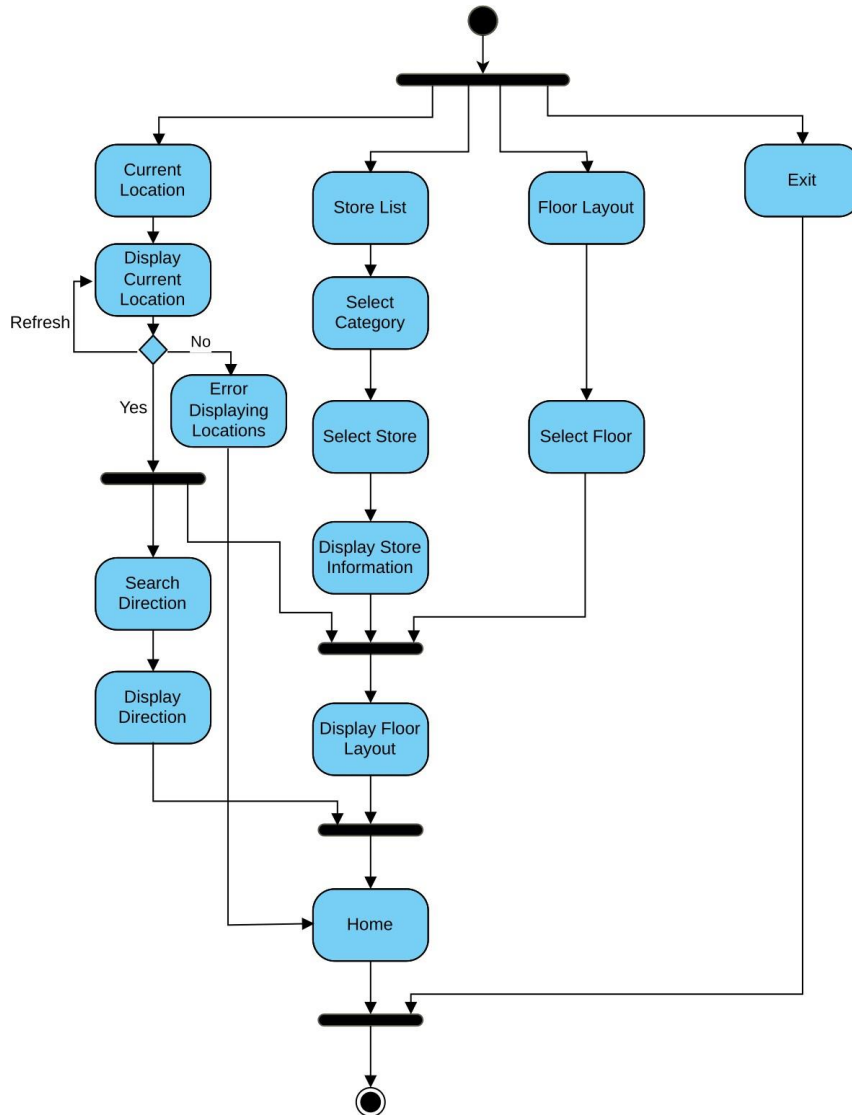 Current
Location
Store List
Floor Layout
Exit
Display
Current
Location
Select
Category
Refresh
No
Error
Displaying
Locations
Yes
Select Store
Select Floor
Display Store
Information
Search
Direction
Display
Direction
Display Floor
Layout
Home